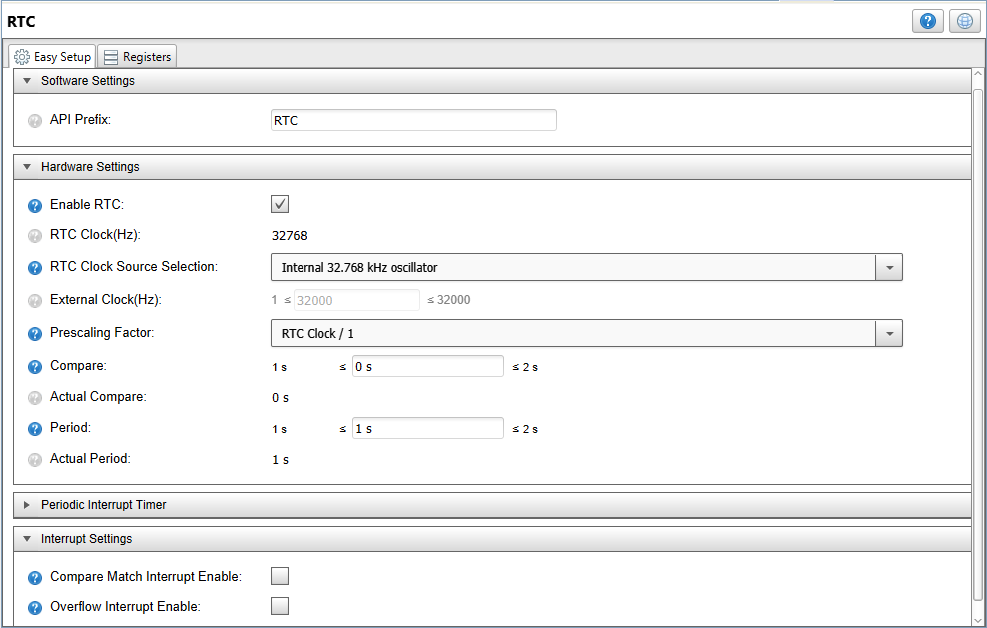 RTC
Easy Setup Registers
Software Settings
API Prefix: RTC
Hardware Settings
Enable RTC:
RTC Clock(Hz): 32768
RTC Clock Source Selection: Internal 32.768 kHz oscillator
External Clock(Hz): 1 ≤ 32000 ≤ 32000
Prescaling Factor: RTC Clock / 1
Compare: 1 s ≤ 0 s ≤ 2 s
Actual Compare: 0 s
Period: 1 s ≤ 1 s ≤ 2 s
Actual Period: 1 s
Periodic Interrupt Timer
Interrupt Settings
Compare Match Interrupt Enable:
Overflow Interrupt Enable: